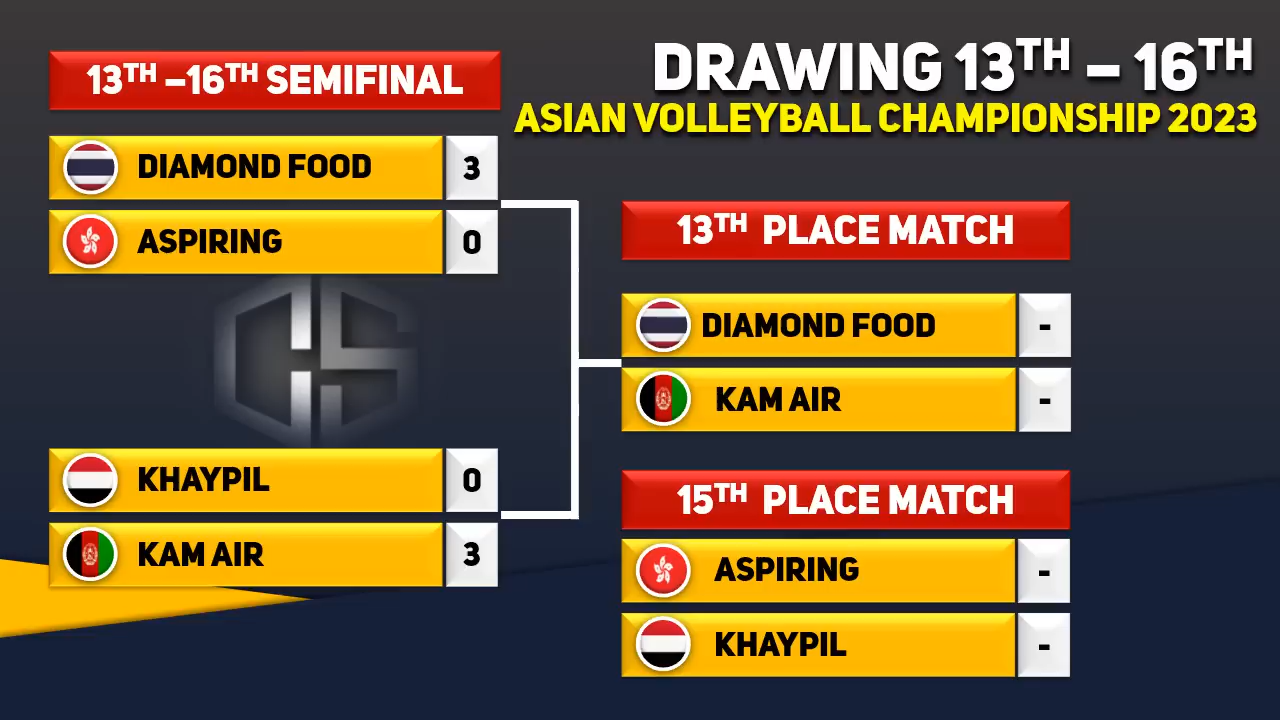 DRAWING 13TH – 16TH
ASIAN VOLLEYBALL CHAMPIONSHIP 2023
13TH –16TH SEMIFINAL
DIAMOND FOOD 3
ASPIRING 0
KHAYPIL 0
KAM AIR 3
13TH PLACE MATCH
DIAMOND FOOD -
KAM AIR -
15TH PLACE MATCH
ASPIRING -
KHAYPIL -
CS